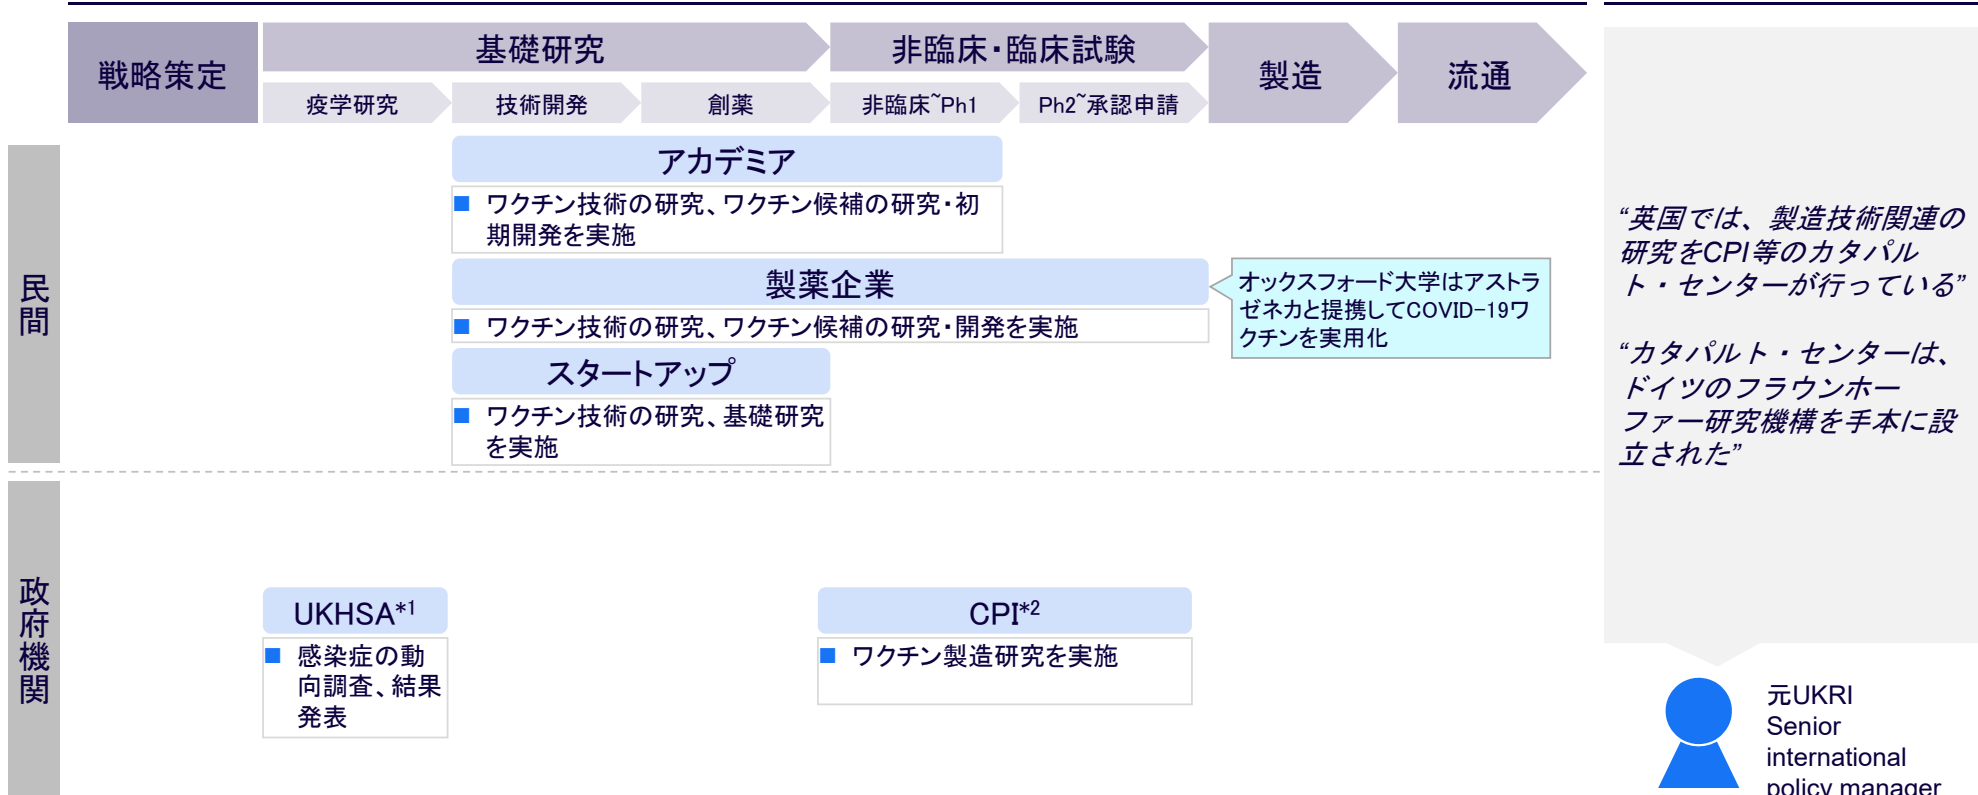 戦略策定
基礎研究
非臨床・臨床試験
製造
流通
疫学研究
技術開発
創薬
非臨床~Ph1
Ph2~承認申請
民間
アカデミア
■ ワクチン技術の研究、ワクチン候補の研究・初
期開発を実施
製薬企業
■ ワクチン技術の研究、ワクチン候補の研究・開発を実施
オックスフォード大学はアストラ
ゼネカと提携してCOVID-19ワ
クチンを実用化
スタートアップ
■ ワクチン技術の研究、基礎研究
を実施
政府機関
UKHSA*1
■ 感染症の動
向調査、結果
発表
CPI*2
■ ワクチン製造研究を実施
“英国では、製造技術関連の
研究をCPI等のカタパル
ト・センターが行っている”
“カタパルト・センターは、
ドイツのフラウンホー
ファー研究機構を手本に設
立された”
元UKRI
Senior
international
policy manager